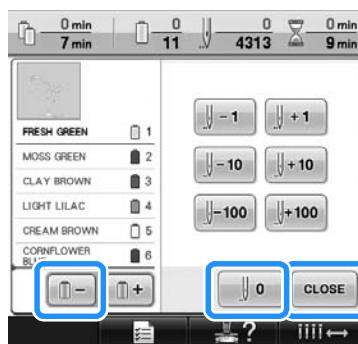 0 min 0 0 0 min
7 min 11 4313 9 min
FRESH GREEN 1
MOSS GREEN 2
CLAY BROWN 3
LIGHT LILAC 4
CREAM BROWN 5
CORNFLOWER
BLUE 6
-1 +1
-10 +10
-100 +100
- + 0 CLOSE
?